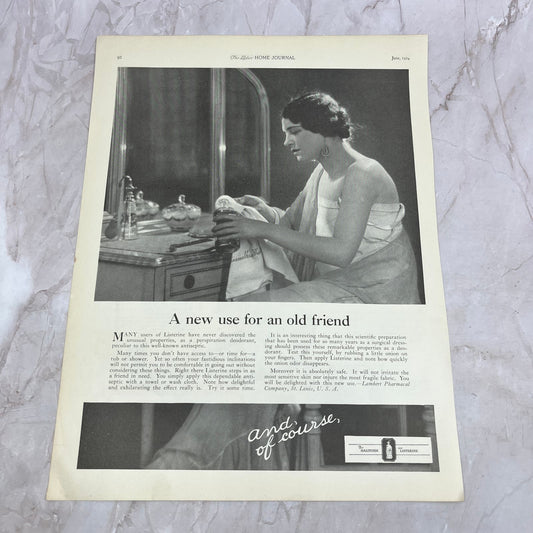 92
The Ladies' HOME JOURNAL
June, 1924
A new use for an old friend
MANY users of Listerine have never discovered the
unusual properties, as a perspiration deodorant,
peculiar to this well-known antiseptic.
Many times you don't have access to—or time for—a
tub or shower. Yet so often your fastidious inclinations
will not permit you to be comfortable in going out without
considering these things. Right there Listerine steps in as
a friend in need. You simply apply this dependable anti-
septic with a towel or wash cloth. Note how delightful
and exhilarating the effect really is. Try it some time.
It is an interesting thing that this scientific preparation
that has been used for so many years as a surgical dress-
ing should possess these remarkable properties as a deo-
dorant. Test this yourself, by rubbing a little onion on
your fingers. Then apply Listerine and note how quickly
the onion odor disappears.
Moreover it is absolutely safe. It will not irritate the
most sensitive skin nor injure the most fragile fabric. You
will be delighted with this new use.—Lambert Pharmacal
Company, St. Louis, U. S. A.
and,
of course,
LISTERINE